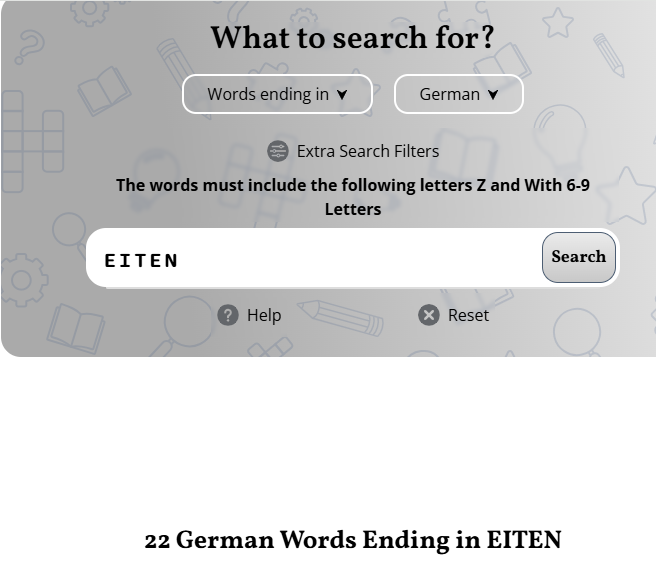 What to search for?
Words ending in
German
Extra Search Filters
The words must include the following letters Z and With 6-9
Letters
EITEN
Search
Help
Reset
22 German Words Ending in EITEN